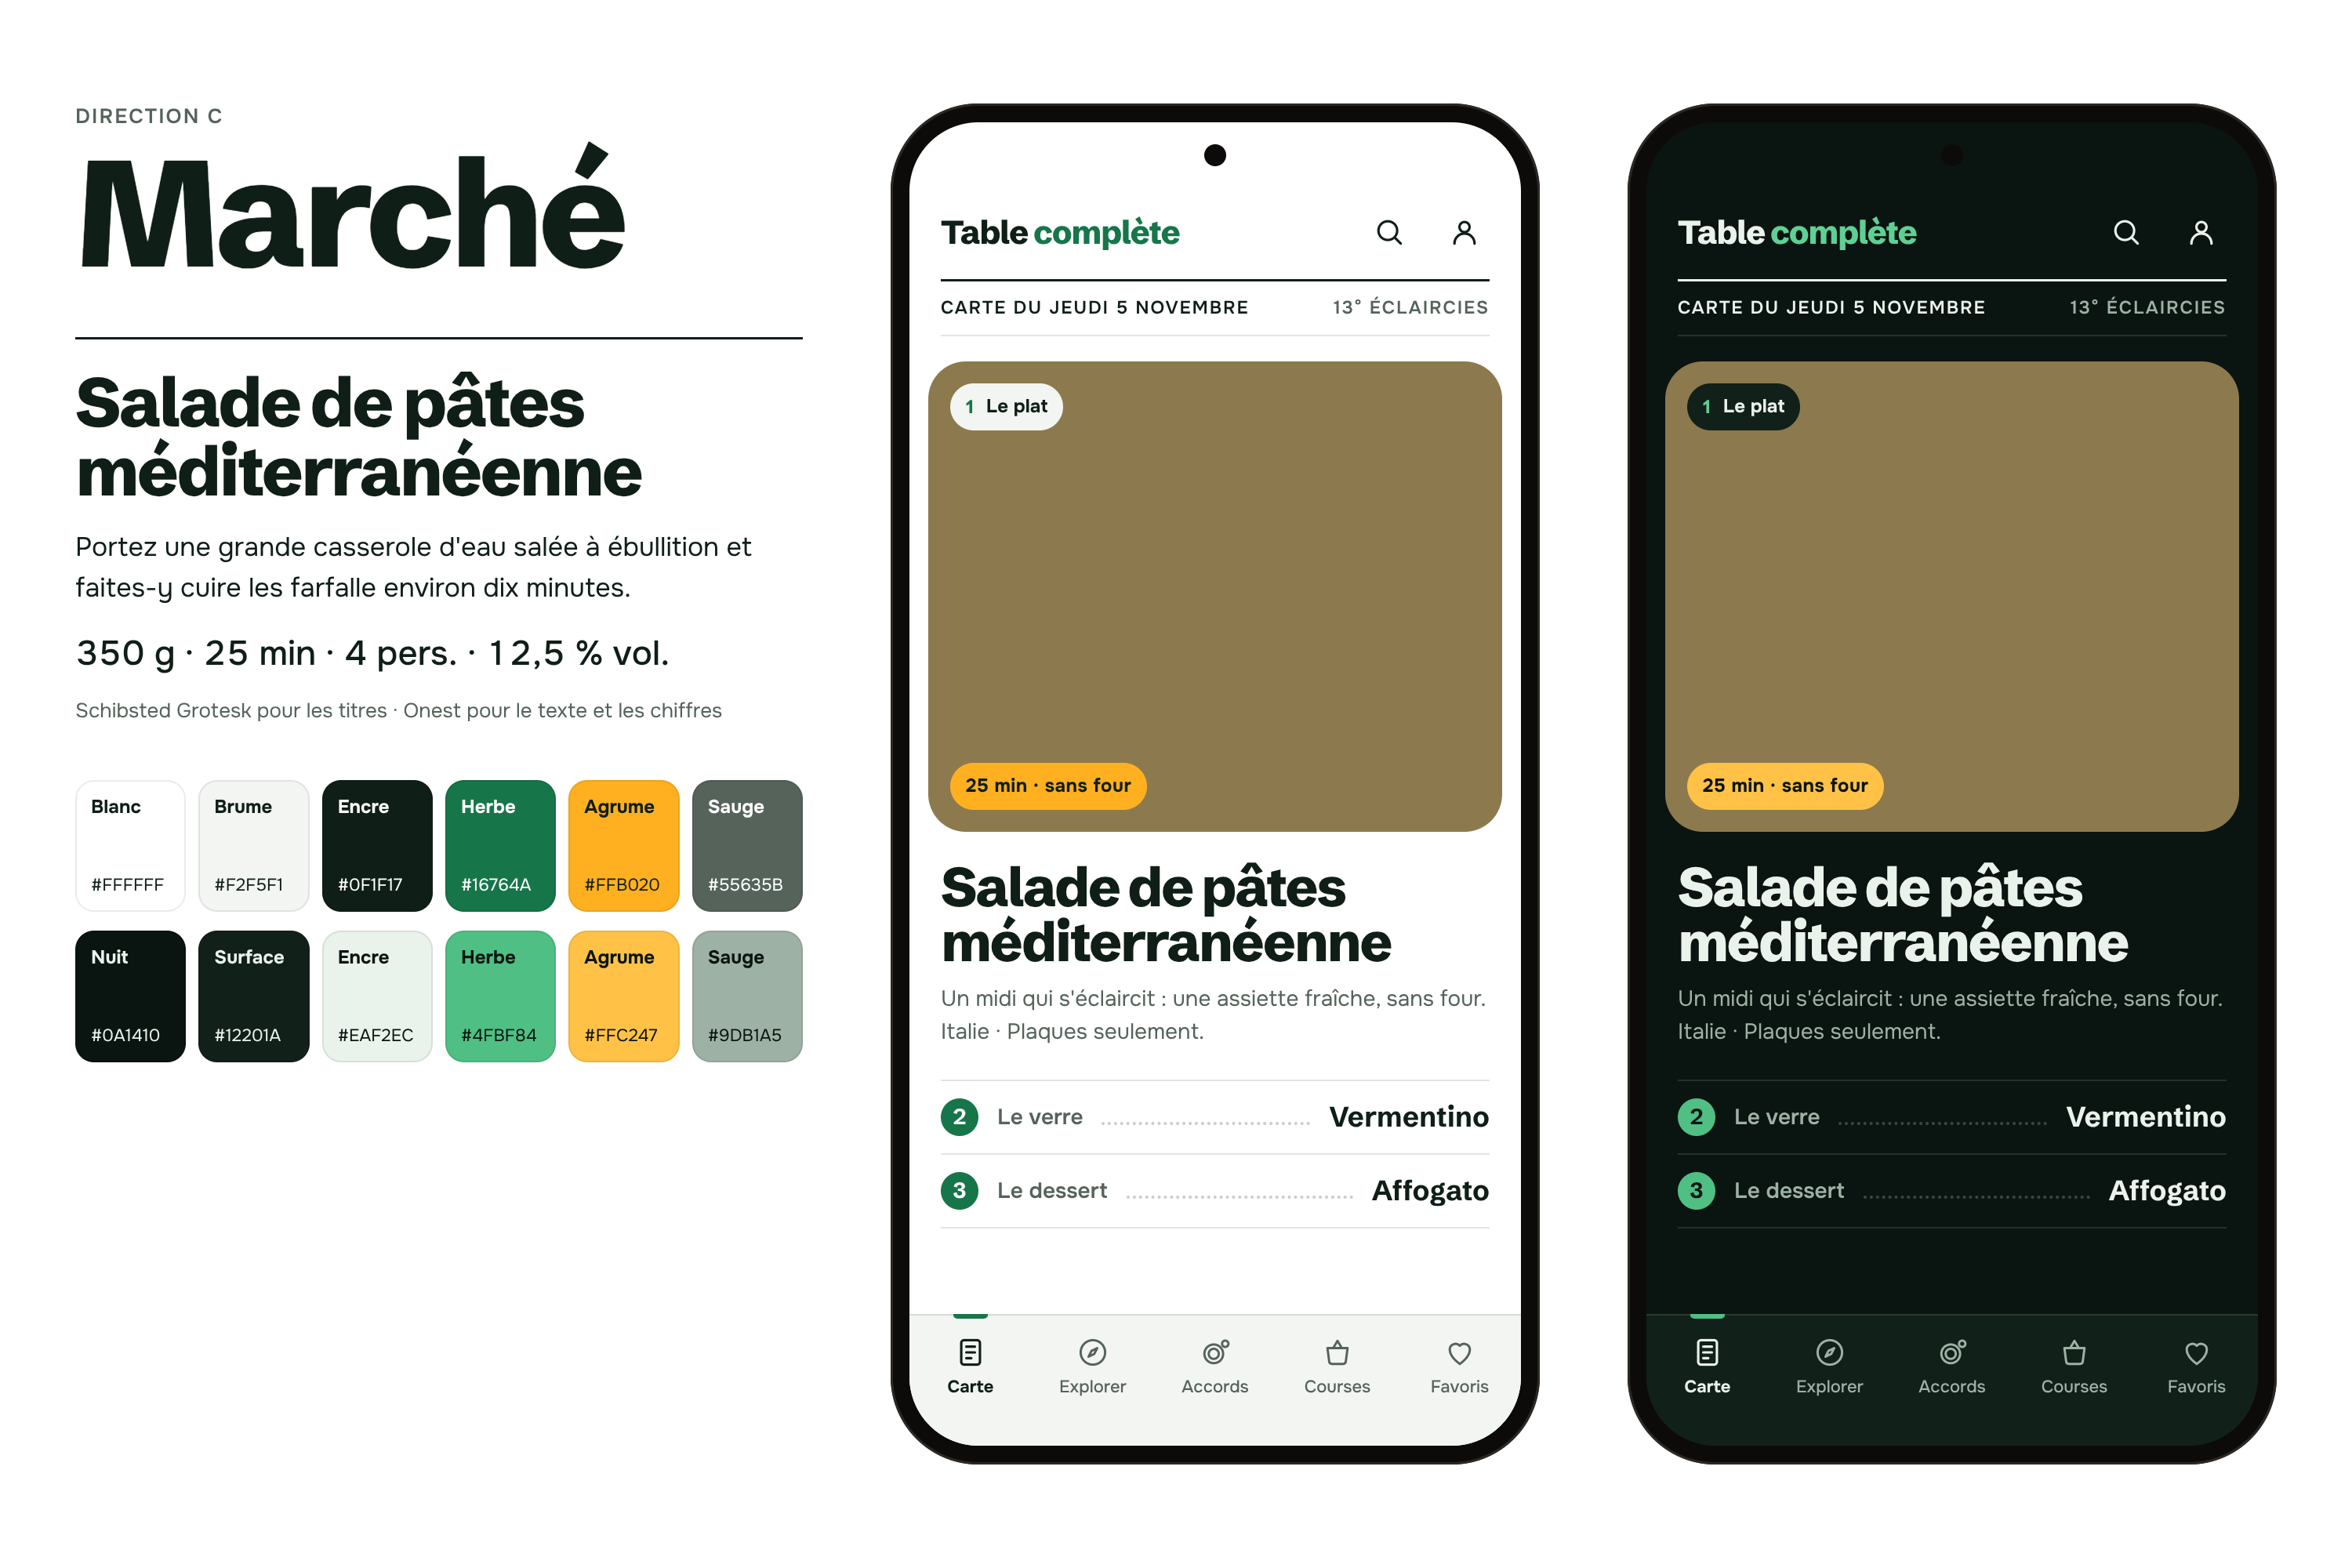 DIRECTION C
Marché
Salade de pâtes
méditerranéenne
Portez une grande casserole d'eau salée à ébullition et
faites-y cuire les farfalle environ dix minutes.
350 g · 25 min · 4 pers. · 12,5 % vol.
Schibsted Grotesk pour les titres · Onest pour le texte et les chiffres
Blanc Brume Encre Herbe Agrume Sauge
#FFFFFF #F2F5F1 #0F1F17 #16764A #FFB020 #55635B
Nuit Surface Encre Herbe Agrume Sauge
#0A1410 #12201A #EAF2EC #4FBF84 #FFC247 #9DB1A5
Table complète
CARTE DU JEUDI 5 NOVEMBRE 13° ÉCLAIRCIES
1 Le plat
25 min · sans four
Salade de pâtes
méditerranéenne
Un midi qui s'éclaircit : une assiette fraîche, sans four.
Italie · Plaques seulement.
2 Le verre Vermentino
3 Le dessert Affogato
Carte Explorer Accords Courses Favoris
Table complète
CARTE DU JEUDI 5 NOVEMBRE 13° ÉCLAIRCIES
1 Le plat
25 min · sans four
Salade de pâtes
méditerranéenne
Un midi qui s'éclaircit : une assiette fraîche, sans four.
Italie · Plaques seulement.
2 Le verre Vermentino
3 Le dessert Affogato
Carte Explorer Accords Courses Favoris